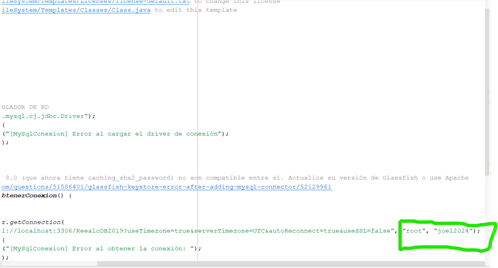 ileSystem/Templates/Licenses/license-default.txt to change this license
ileSystem/Templates/Classes/Class.java to edit this template
GLADOR DE BD
.mysql.cj.jdbc.Driver");
{
("[MySqlConexion] Error al cargar el driver de conexión");
);
8.0 (que ahora tiene caching_sha2_password) no son compatible entre sí. Actualice su versión de Glassfish o use Apache
om/questions/51586401/glassfish-keystore-error-after-adding-mysql-connector/52129961
btenerConexion() {
r.getConnection(
l://localhost:3306/ReealoDB2019?useTimezone=true&serverTimezone=UTC&autoReconnect=true&useSSL=false", "root", "joel2024");
{
("[MySqlConexion] Error al obtener la conexión: ");
);